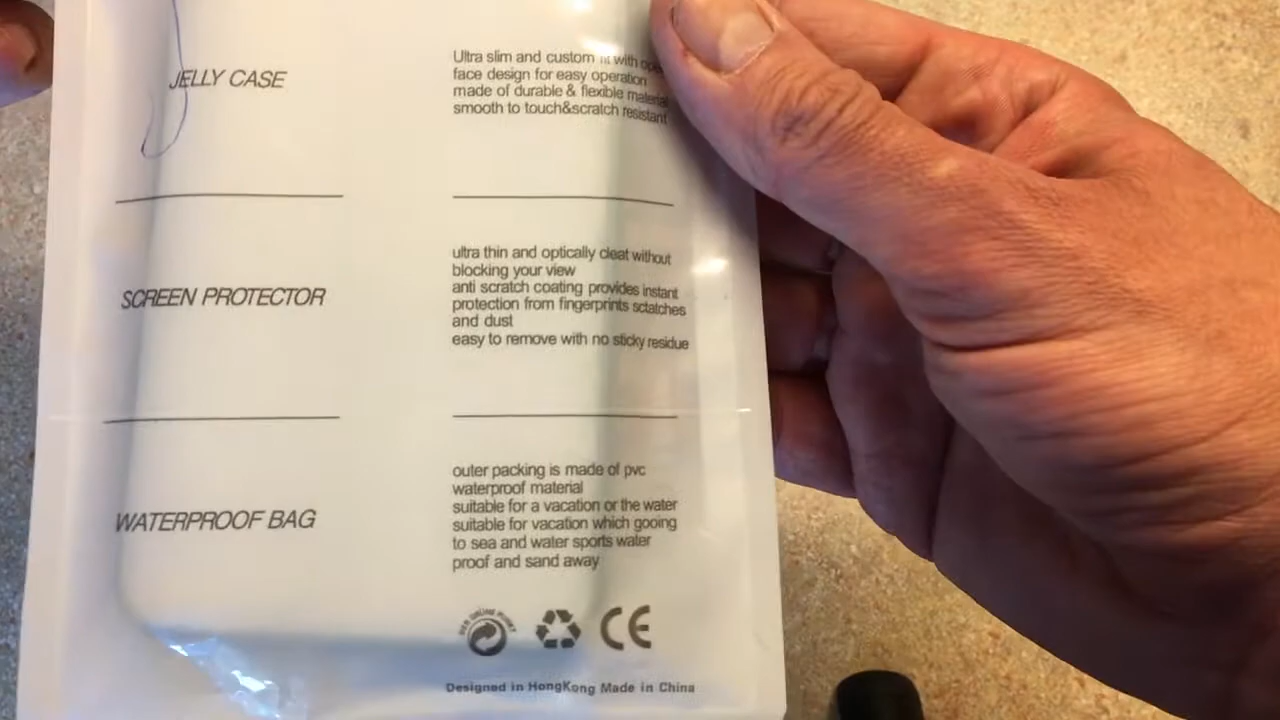 JELLY CASE
Ultra slim and custom fit with open
face design for easy operation
made of durable & flexible material
smooth to touch&scratch resistant
SCREEN PROTECTOR
ultra thin and optically cleat without
blocking your view
anti scratch coating provides instant
protection from fingerprints sctatches
and dust
easy to remove with no sticky residue
WATERPROOF BAG
outer packing is made of pvc
waterproof material
suitable for a vacation or the water
suitable for vacation which gooing
to sea and water sports water
proof and sand away
CE
Designed in HongKong Made in China